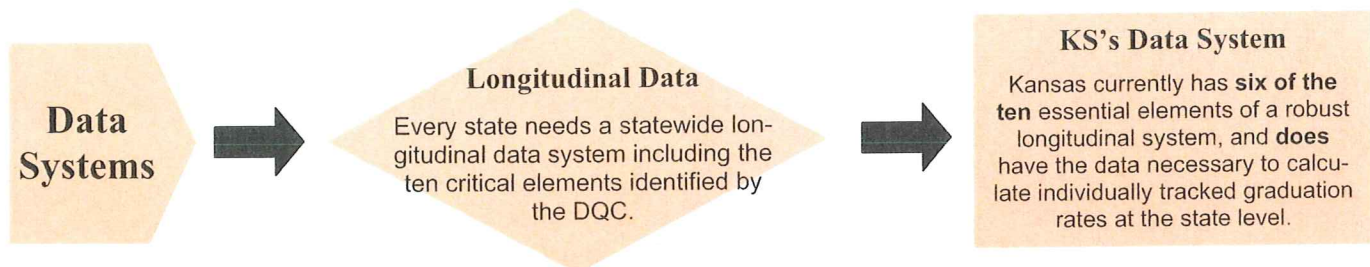 Data
Systems
Longitudinal Data
Every state needs a statewide lon-
gitudinal data system including the
ten critical elements identified by
the DQC.
KS's Data System
Kansas currently has six of the
ten essential elements of a robust
longitudinal system, and does
have the data necessary to calcu-
late individually tracked graduation
rates at the state level.